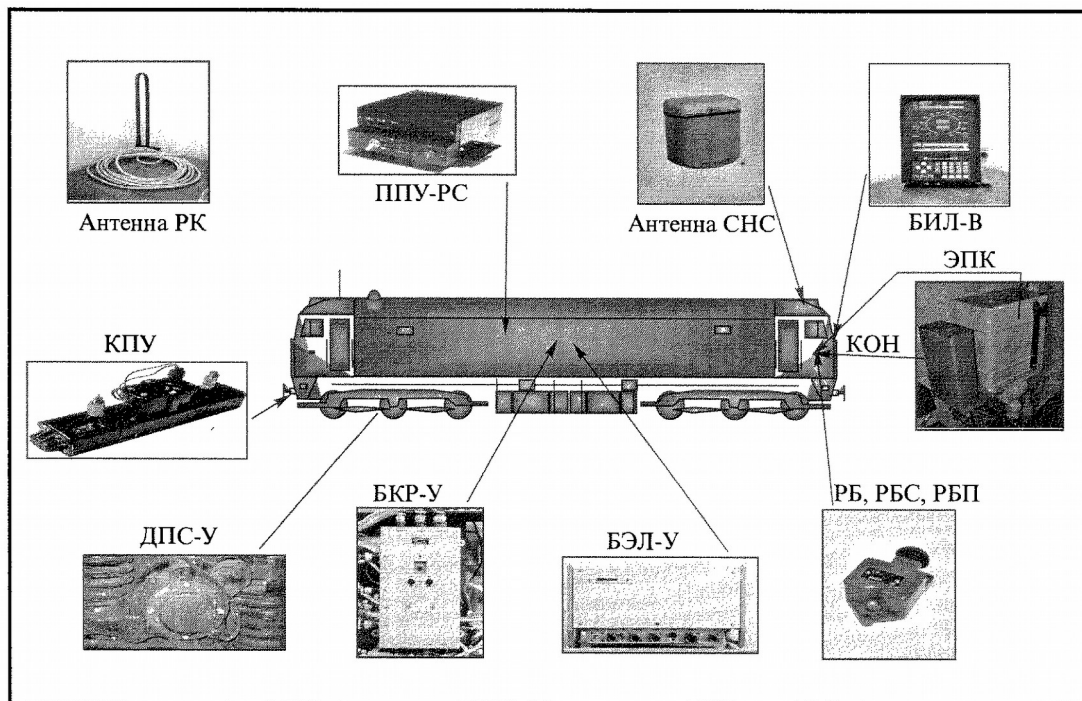 Антенна РК
ППУ-РС
Антенна СНС
БИЛ-В
ЭПК
КПУ
КОН
ДПС-У
БКР-У
БЭЛ-У
РБ, РБС, РБП